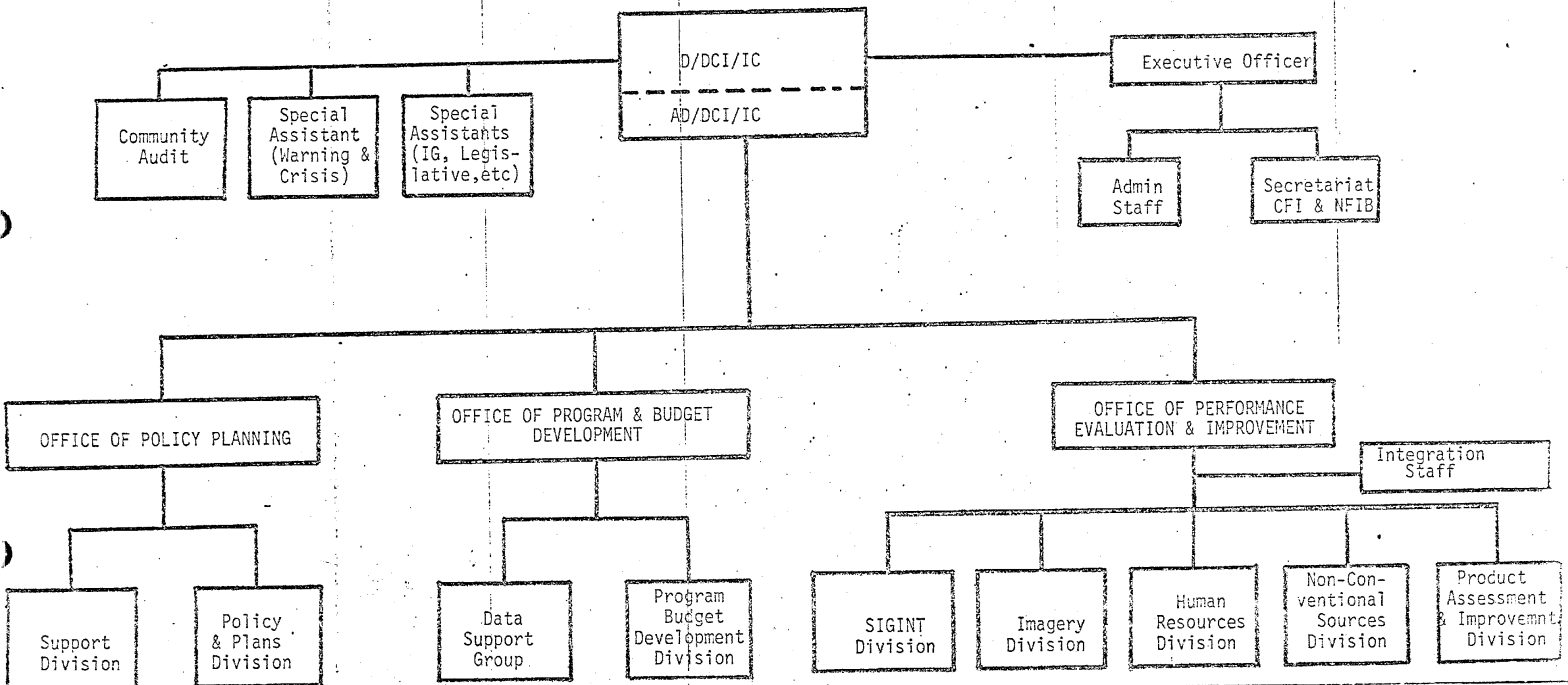 D/DCI/IC
AD/DCI/IC
Executive Officer
Community
Audit
Special
Assistant
(Warning &
Crisis)
Special
Assistants
(IG, Legis-
lative,etc)
Admin
Staff
Secretariat
CFI & NFIB
OFFICE OF POLICY PLANNING
OFFICE OF PROGRAM & BUDGET
DEVELOPMENT
OFFICE OF PERFORMANCE
EVALUATION & IMPROVEMENT
Integration
Staff
Support
Division
Policy
& Plans
Division
Data
Support
Group
Program
Budget
Development
Division
SIGINT
Division
Imagery
Division
Human
Resources
Division
Non-Con-
ventional
Sources
Division
Product
Assessment
& Improvemnt
Division